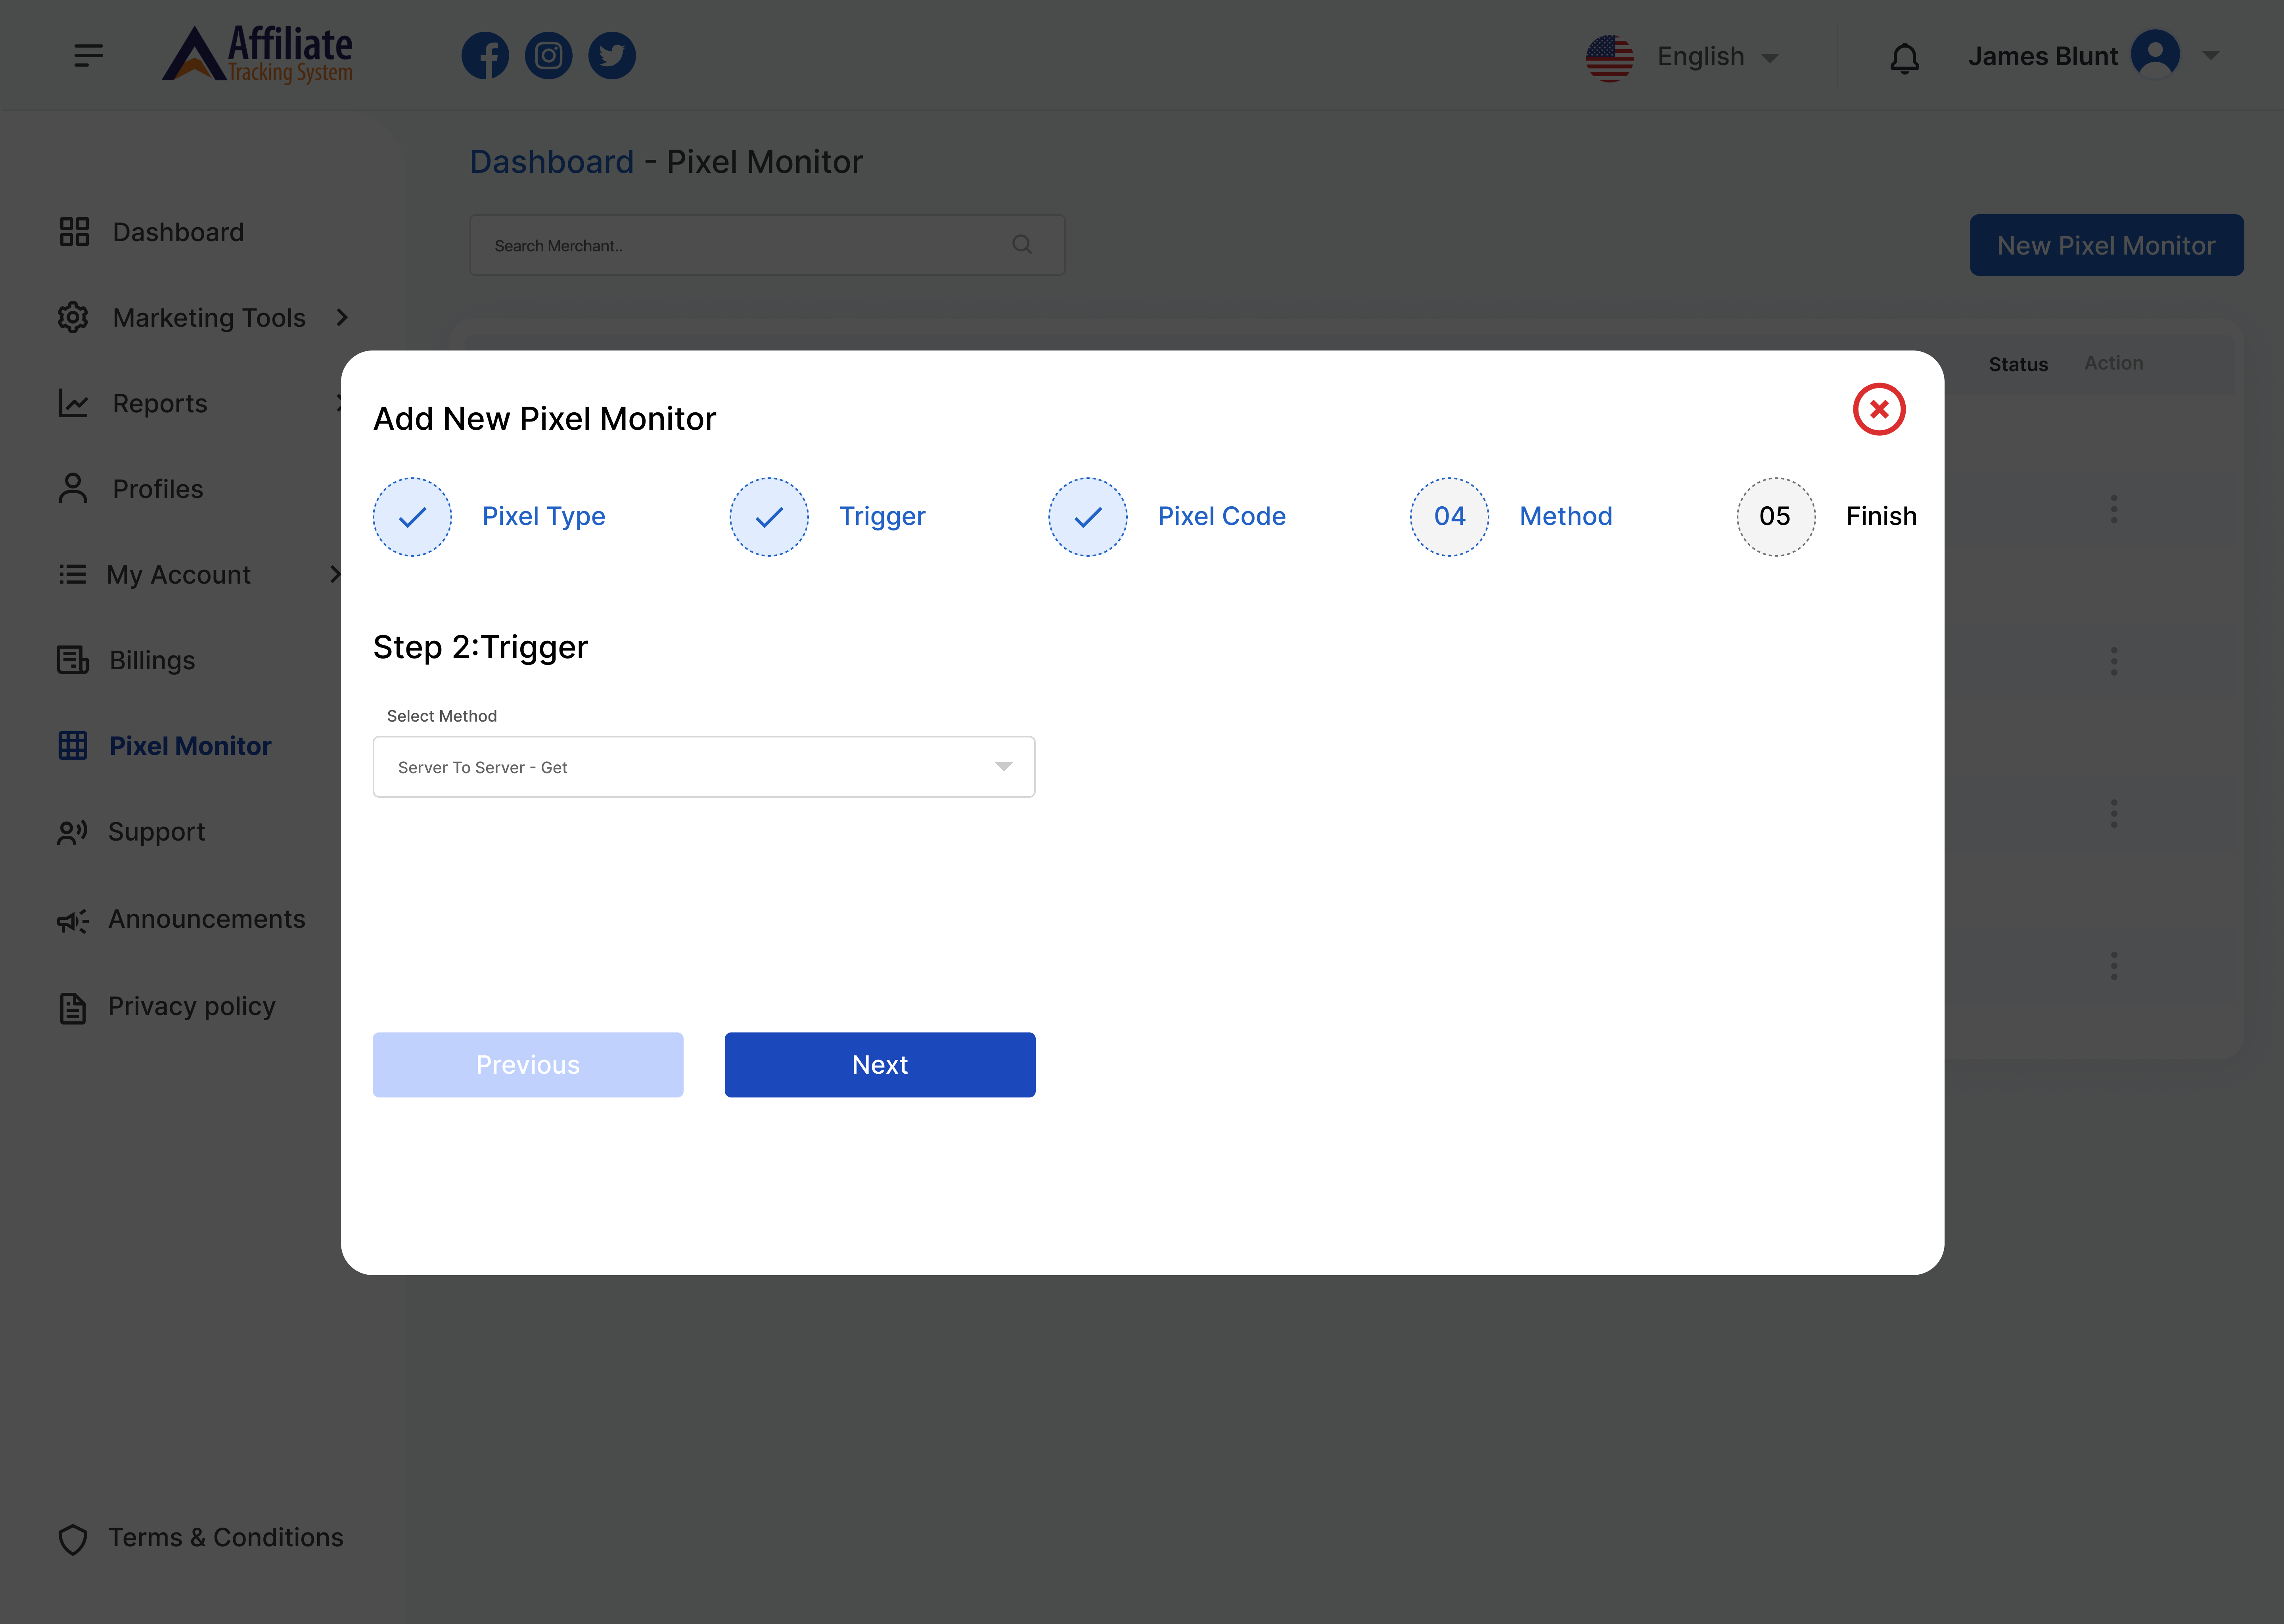 Affiliate
Tracking System
English
James Blunt
Dashboard - Pixel Monitor
Search Merchant..
New Pixel Monitor
Dashboard
Marketing Tools
Reports
Profiles
My Account
Billings
Pixel Monitor
Support
Announcements
Privacy policy
Terms & Conditions
Status
Action
Add New Pixel Monitor
Pixel Type
Trigger
Pixel Code
04
Method
05
Finish
Step 2:Trigger
Select Method
Server To Server - Get
Previous
Next